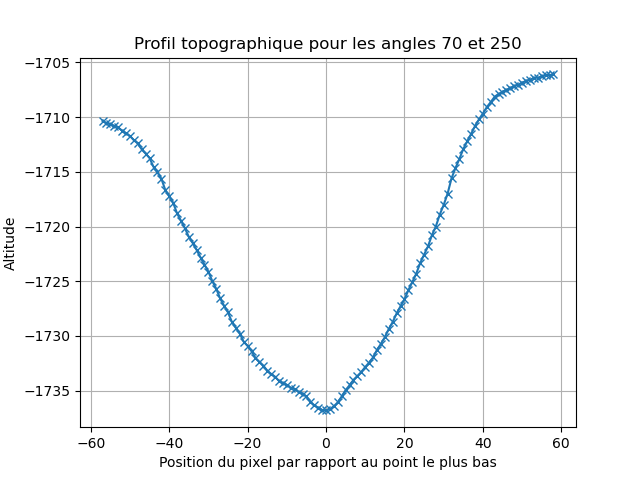 Profil topographique pour les angles 70 et 250
−1705
−1710
−1715
−1720
−1725
−1730
−1735
Altitude
−60 −40 −20 0 20 40 60
Position du pixel par rapport au point le plus bas